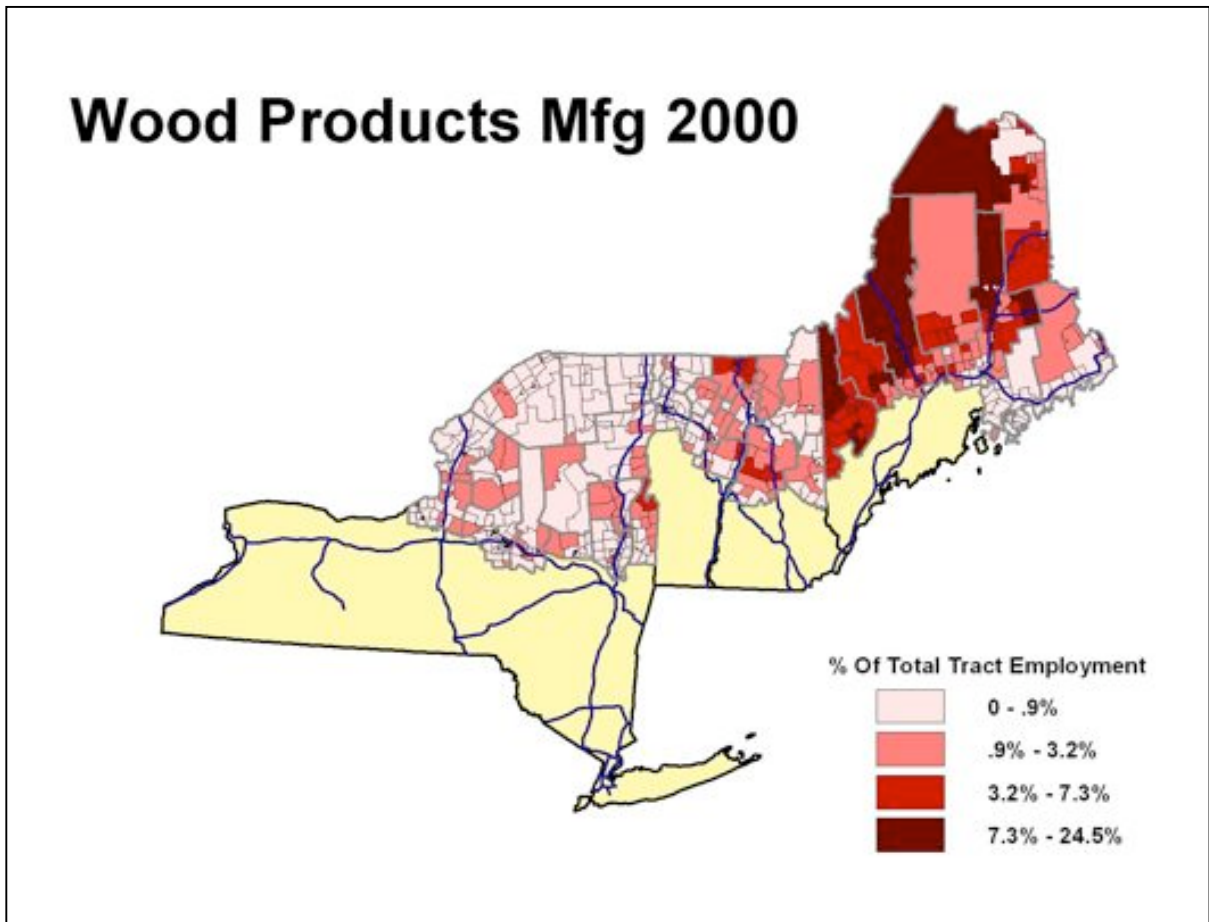 Wood Products Mfg 2000
% Of Total Tract Employment
0 - .9%
.9% - 3.2%
3.2% - 7.3%
7.3% - 24.5%